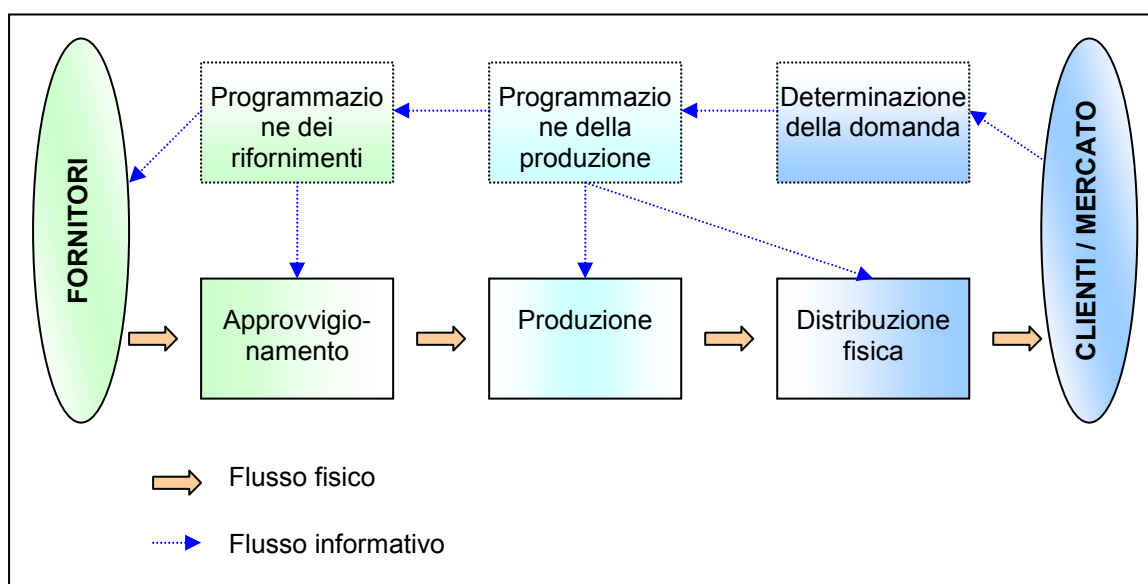 FORNITORI
Programmazio
ne dei
rifornimenti
Programmazio
ne della
produzione
Determinazione
della domanda
CLIENTI / MERCATO
Approvvigio-
namento
Produzione
Distribuzione
fisica
Flusso fisico
Flusso informativo